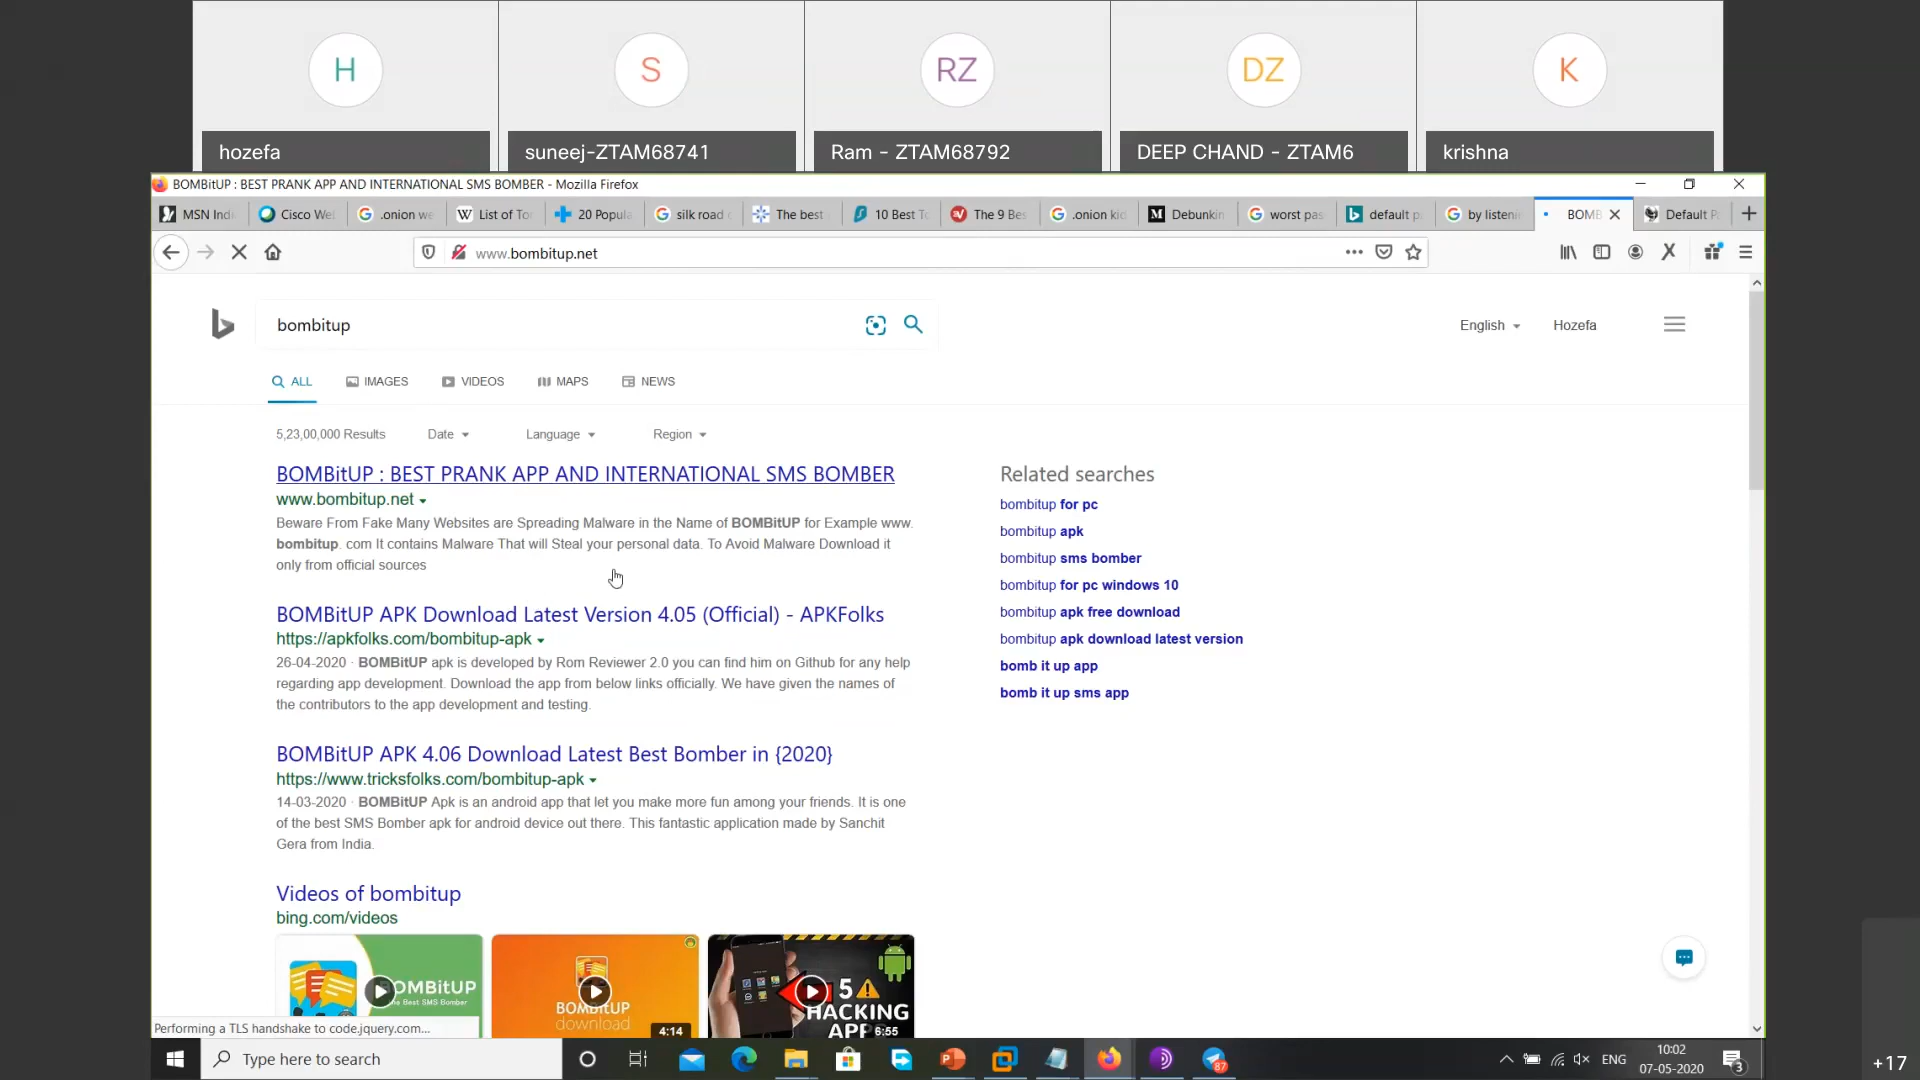 H
S
RZ
DZ
K
hozefa
suneej-ZTAM68741
Ram - ZTAM68792
DEEP CHAND - ZTAM6
krishna
BOMBitUP : BEST PRANK APP AND INTERNATIONAL SMS BOMBER - Mozilla Firefox
MSN Indi
Cisco We
.onion we
List of To
20 Popula
silk road
The best
10 Best To
The 9 Bes
.onion kid
Debunkin
worst pas
default p
by listeni
BOMB
Default P
www.bombitup.net
bombitup
English
Hozefa
ALL
IMAGES
VIDEOS
MAPS
NEWS
5,23,00,000 Results
Date
Language
Region
BOMBitUP : BEST PRANK APP AND INTERNATIONAL SMS BOMBER
www.bombitup.net
Beware From Fake Many Websites are Spreading Malware in the Name of BOMBitUP for Example www.
bombitup. com It contains Malware That will Steal your personal data. To Avoid Malware Download it
only from official sources
BOMBitUP APK Download Latest Version 4.05 (Official) - APKFolks
https://apkfolks.com/bombitup-apk
26-04-2020 · BOMBitUP apk is developed by Rom Reviewer 2.0 you can find him on Github for any help
regarding app development. Download the app from below links officially. We have given the names of
the contributors to the app development and testing.
BOMBitUP APK 4.06 Download Latest Best Bomber in {2020}
https://www.tricksfolks.com/bombitup-apk
14-03-2020 · BOMBitUP Apk is an android app that let you make more fun among your friends. It is one
of the best SMS Bomber apk for android device out there. This fantastic application made by Sanchit
Gera from India.
Videos of bombitup
bing.com/videos
Related searches
bombitup for pc
bombitup apk
bombitup sms bomber
bombitup for pc windows 10
bombitup apk free download
bombitup apk download latest version
bomb it up app
bomb it up sms app
OMBitUP
he Best SMS Bomber
BOMBitUP
download
4:14
5
HACKING
APP
6:55
Performing a TLS handshake to code.jquery.com...
Type here to search
87
ENG
10:02
07-05-2020
3
+17